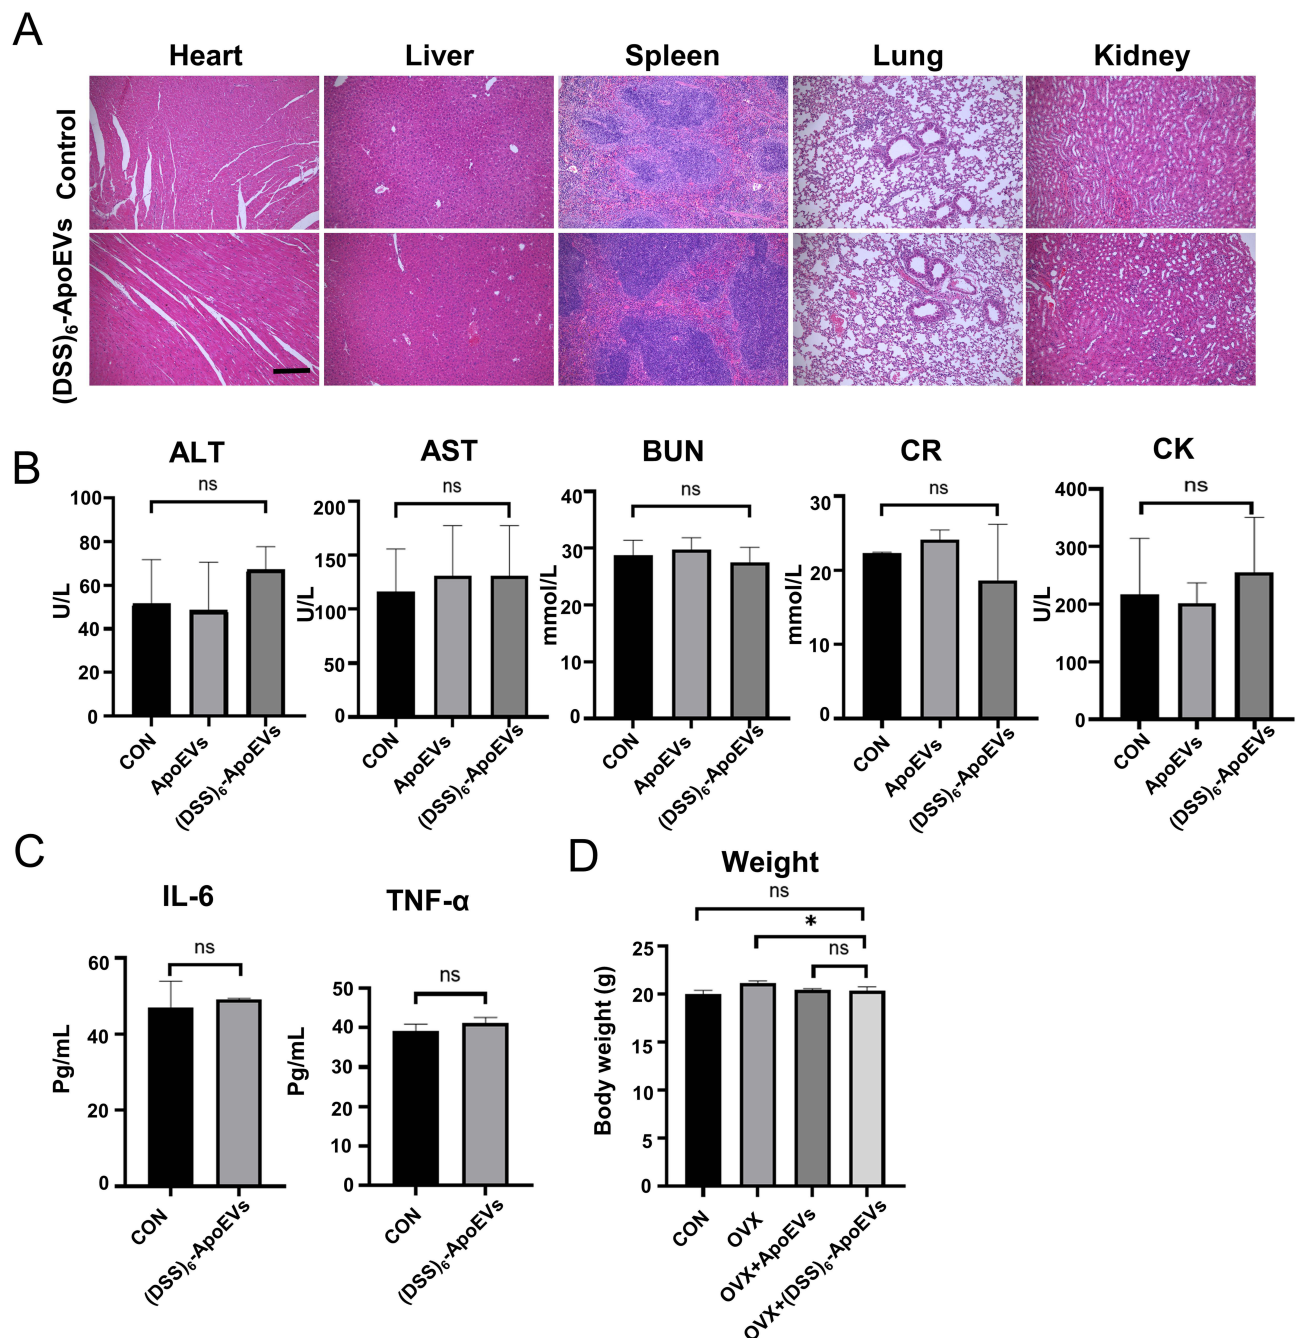 A
Heart Liver Spleen Lung Kidney
Control
(DSS)6-ApoEVs
B
ALT
ns
U/L
100
80
60
40
20
0
CON
ApoEVs
(DSS)6-ApoEVs
AST
ns
U/L
200
150
100
50
0
CON
ApoEVs
(DSS)6-ApoEVs
BUN
ns
mmol/L
40
30
20
10
0
CON
ApoEVs
(DSS)6-ApoEVs
CR
ns
mmol/L
30
20
10
0
CON
ApoEVs
(DSS)6-ApoEVs
CK
ns
U/L
400
300
200
100
0
CON
ApoEVs
(DSS)6-ApoEVs
C
IL-6
ns
Pg/mL
60
40
20
0
CON
(DSS)6-ApoEVs
TNF-α
ns
Pg/mL
50
40
30
20
10
0
CON
(DSS)6-ApoEVs
D
Weight
ns
*
ns
Body weight (g)
25
20
15
10
5
0
CON
OVX
OVX+ApoEVs
OVX+(DSS)6-ApoEVs